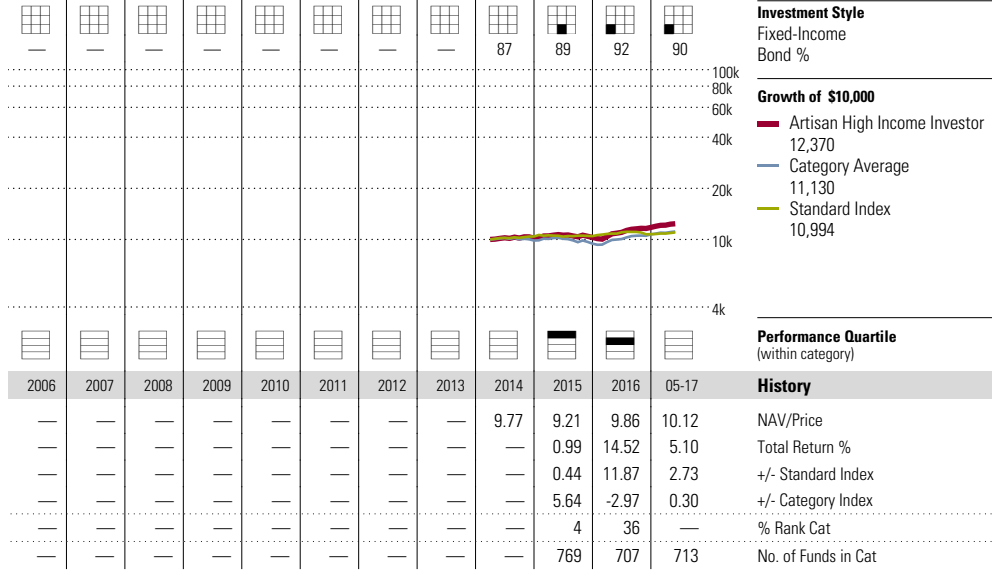 Investment Style
Fixed-Income
— — — — — — — — 87 89 92 90 Bond %
100k
80k
60k
40k
20k
10k
4k
Growth of $10,000
Artisan High Income Investor
12,370
Category Average
11,130
Standard Index
10,994
Performance Quartile
(within category)
2006 2007 2008 2009 2010 2011 2012 2013 2014 2015 2016 05-17 History
— — — — — — — — 9.77 9.21 9.86 10.12 NAV/Price
— — — — — — — — — 0.99 14.52 5.10 Total Return %
— — — — — — — — — 0.44 11.87 2.73 +/- Standard Index
— — — — — — — — — 5.64 -2.97 0.30 +/- Category Index
— — — — — — — — — 4 36 — % Rank Cat
— — — — — — — — — 769 707 713 No. of Funds in Cat